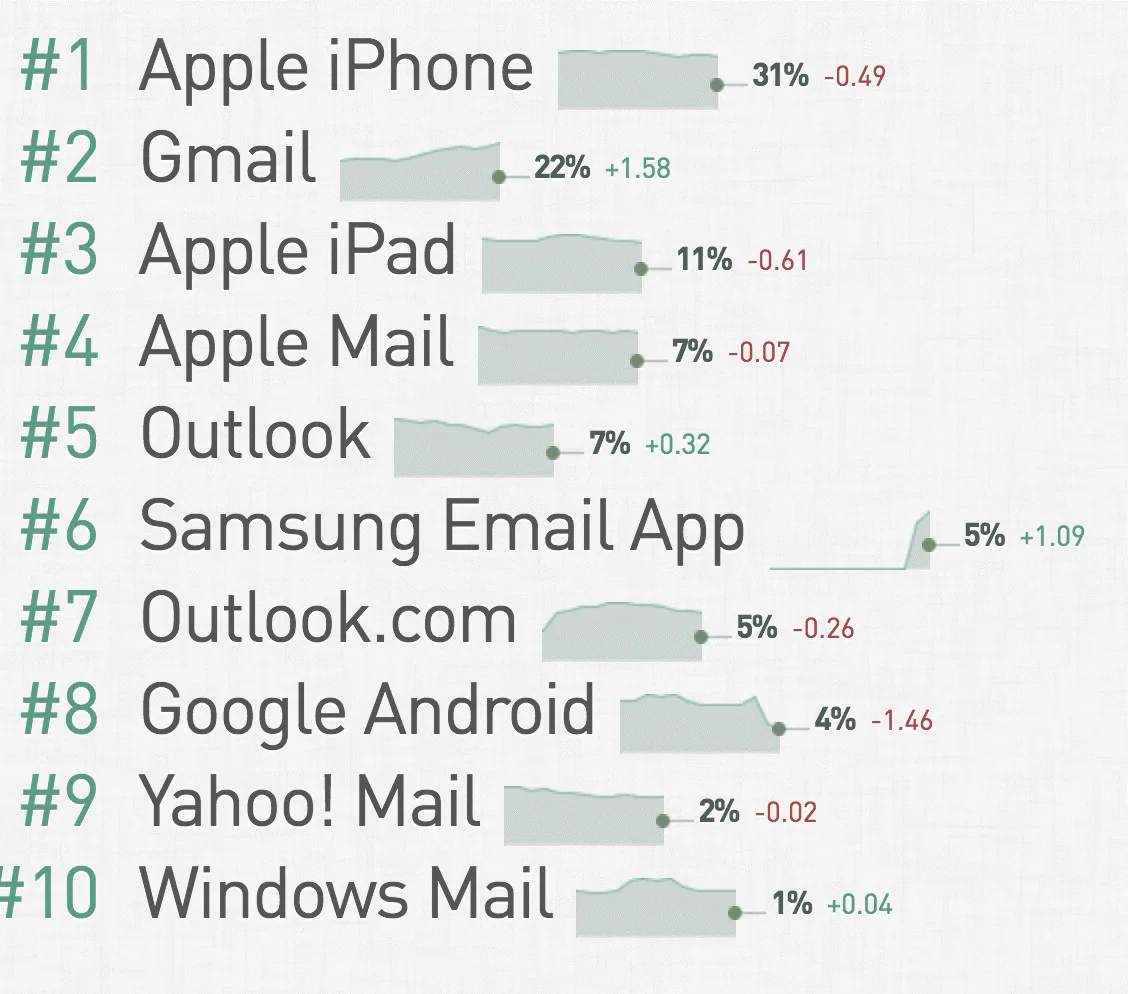 #1 Apple iPhone 31% -0.49
#2 Gmail 22% +1.58
#3 Apple iPad 11% -0.61
#4 Apple Mail 7% -0.07
#5 Outlook 7% +0.32
#6 Samsung Email App 5% +1.09
#7 Outlook.com 5% -0.26
#8 Google Android 4% -1.46
#9 Yahoo! Mail 2% -0.02
#10 Windows Mail 1% +0.04